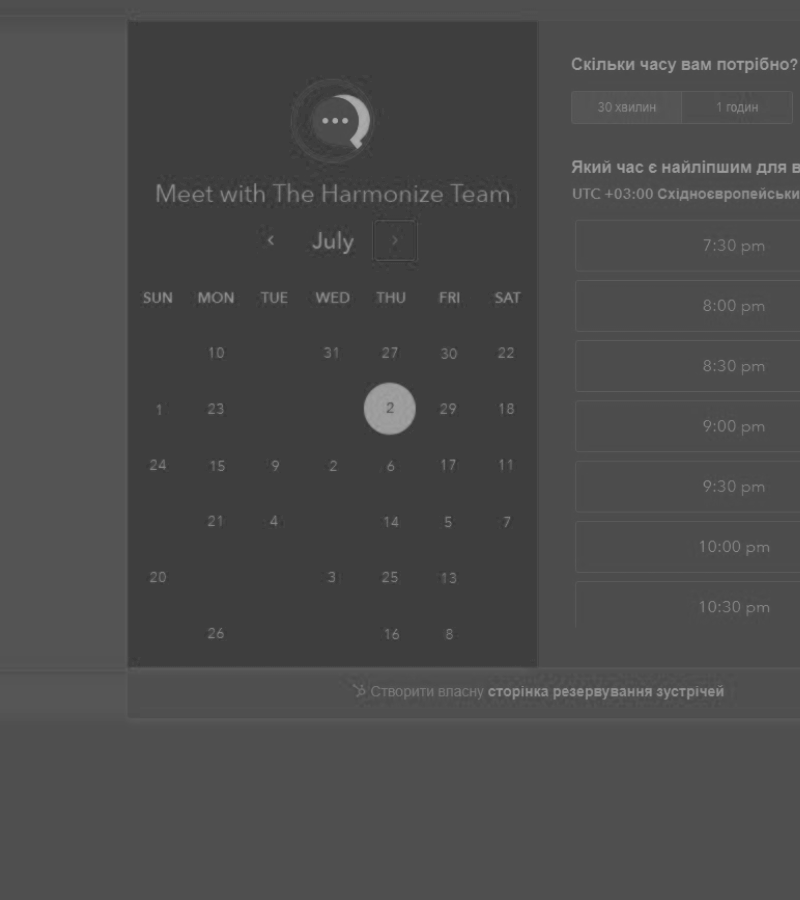 Meet with The Harmonize Team
‹ July ›
SUN MON TUE WED THU FRI SAT
10 31 27 30 22
1 23 2 29 18
24 15 9 2 6 17 11
21 4 14 5 7
20 3 25 13
26 16 8
Скільки часу вам потрібно?
30 хвилин 1 годин
Який час є найліпшим для в
UTC +03:00 Східноєвропейськи
7:30 pm
8:00 pm
8:30 pm
9:00 pm
9:30 pm
10:00 pm
10:30 pm
Створити власну сторінка резервування зустрічей